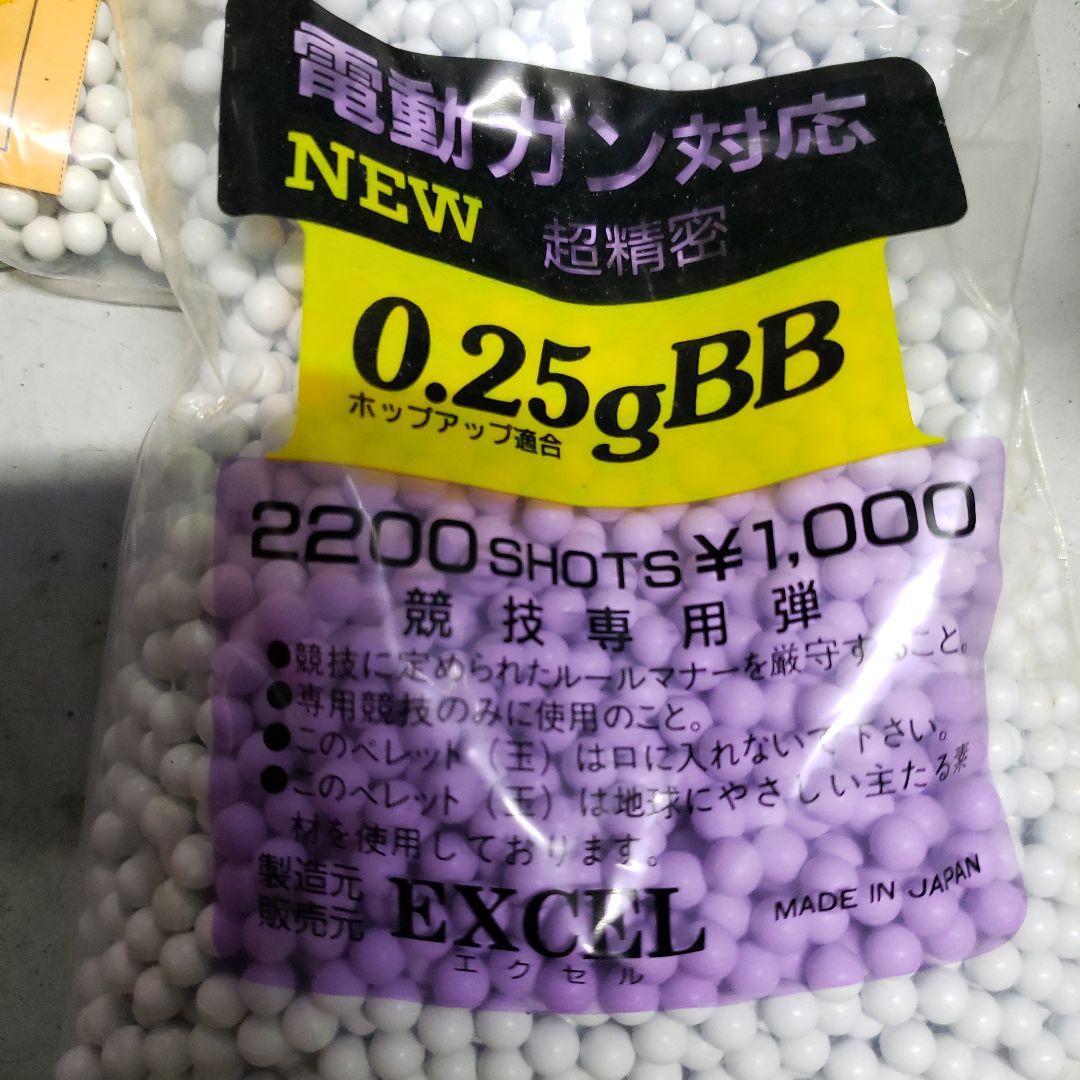 電動ガン対応
NEW
超精密
0.25gBB
ホップアップ適合
2200 SHOTS ¥1,000
競技専用弾
●競技に定められたルールマナーを厳守すること。
●専用競技のみに使用のこと。
●このペレット(玉)は口に入れないで下さい。
●このペレット(玉)は地球にやさしい主たる素
材を使用しております。
製造元
販売元
EXCEL
エクセル
MADE IN JAPAN